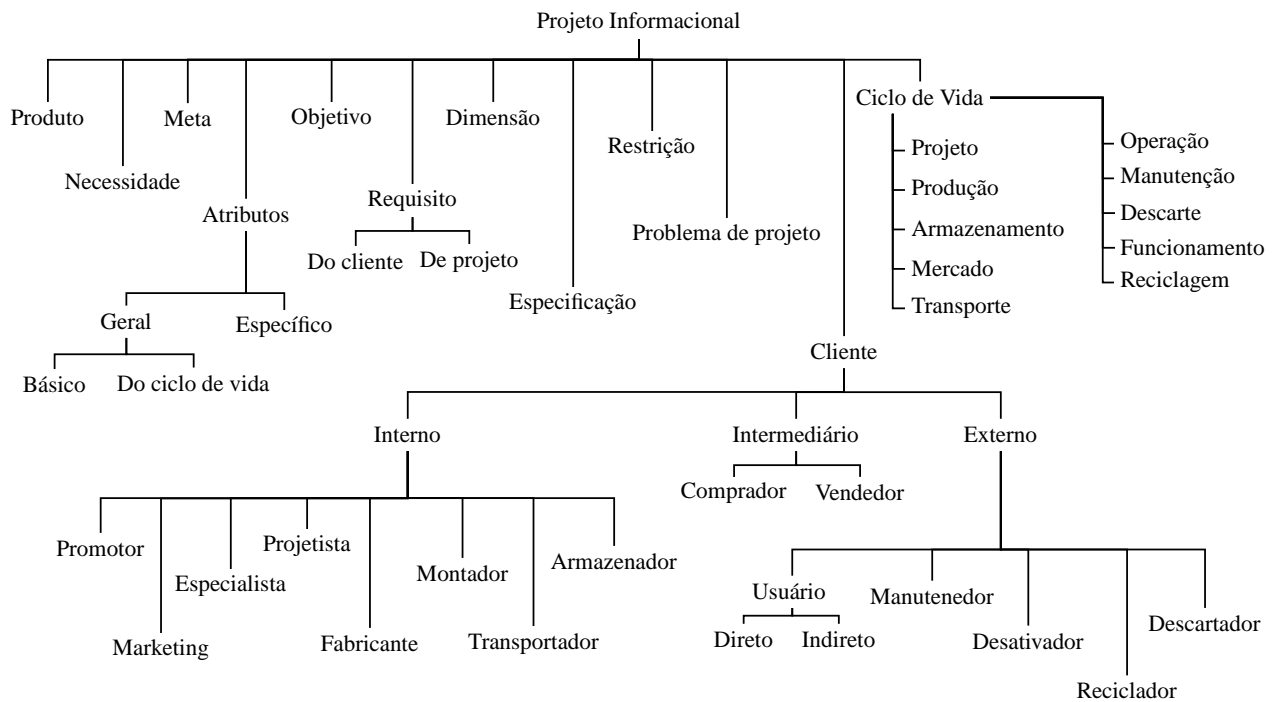 Projeto Informacional
Produto
Necessidade
Meta
Atributos
Geral
Específico
Básico
Do ciclo de vida
Objetivo
Requisito
Do cliente
De projeto
Dimensão
Especificação
Restrição
Problema de projeto
Ciclo de Vida
Projeto
Produção
Armazenamento
Mercado
Transporte
Operação
Manutenção
Descarte
Funcionamento
Reciclagem
Cliente
Interno
Intermediário
Externo
Promotor
Marketing
Especialista
Projetista
Fabricante
Montador
Transportador
Armazenador
Comprador
Vendedor
Usuário
Direto
Indireto
Manutenedor
Desativador
Reciclador
Descartador